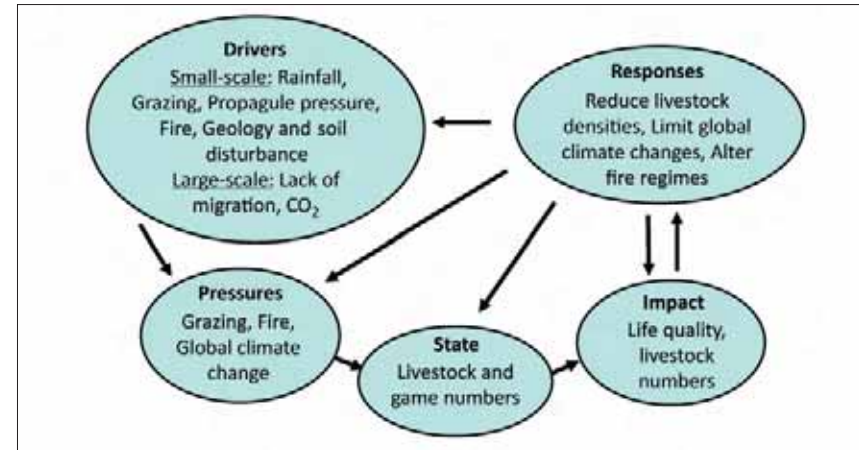 Drivers
Small-scale: Rainfall,
Grazing, Propagule pressure,
Fire, Geology and soil
disturbance
Large-scale: Lack of
migration, CO₂
Responses
Reduce livestock
densities, Limit global
climate changes, Alter
fire regimes
Pressures
Grazing, Fire,
Global climate
change
State
Livestock and
game numbers
Impact
Life quality,
livestock
numbers